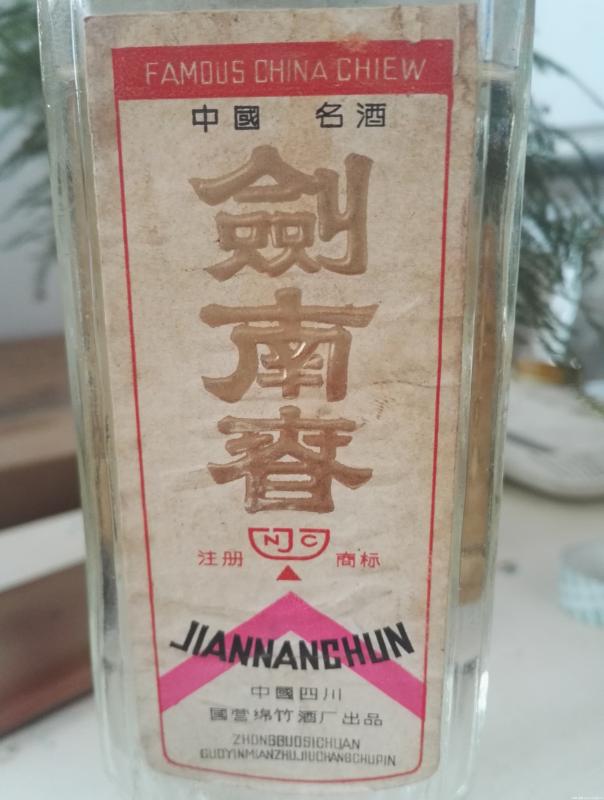 FAMOUS CHINA CHIEW
中國 名酒
劍
南
春
NJC
注册 商标
JIANNANCHUN
中國四川
國营绵竹酒厂出品
ZHONGGUOSICHUAN
GUOYINMIANZHUJIUCHANGCHUPIN